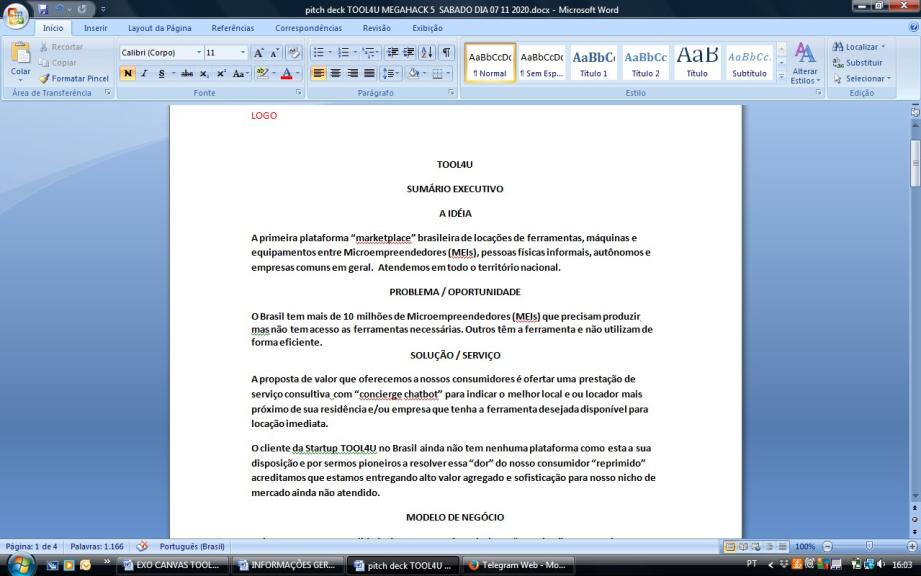 pitch deck TOOL4U MEGAHACK 5 SABADO DIA 07 11 2020.docx - Microsoft Word
Início Inserir Layout da Página Referências Correspondências Revisão Exibição
Colar
Recortar
Copiar
Formatar Pincel
Área de Transferência
Calibri (Corpo) 11
N I S abc x₂ x² Aa
Fonte
Parágrafo
AaBbCcDc AaBbCcDc AaBbC AaBbCc AaB AaBbCc.
¶ Normal ¶ Sem Esp... Título 1 Título 2 Título Subtítulo
Alterar Estilos
Estilo
Localizar
Substituir
Selecionar
Edição
LOGO
TOOL4U
SUMÁRIO EXECUTIVO
A IDÉIA
A primeira plataforma “marketplace” brasileira de locações de ferramentas, máquinas e
equipamentos entre Microempreendedores (MEIs), pessoas físicas informais, autônomos e
empresas comuns em geral. Atendemos em todo o território nacional.
PROBLEMA / OPORTUNIDADE
O Brasil tem mais de 10 milhões de Microempreendedores (MEIs) que precisam produzir
mas não tem acesso as ferramentas necessárias. Outros têm a ferramenta e não utilizam de
forma eficiente.
SOLUÇÃO / SERVIÇO
A proposta de valor que oferecemos a nossos consumidores é ofertar uma prestação de
serviço consultiva com “concierge chatbot” para indicar o melhor local e ou locador mais
próximo de sua residência e/ou empresa que tenha a ferramenta desejada disponível para
locação imediata.
O cliente da Startup TOOL4U no Brasil ainda não tem nenhuma plataforma como esta a sua
disposição e por sermos pioneiros a resolver essa “dor” do nosso consumidor “reprimido”
acreditamos que estamos entregando alto valor agregado e sofisticação para nosso nicho de
mercado ainda não atendido.
MODELO DE NEGÓCIO
Página: 1 de 4 Palavras: 1.166 Português (Brasil) 100%
EXO CANVAS TOOL... INFORMAÇÕES GER... pitch deck TOOL4U ... Telegram Web - Mo... PT 16:03